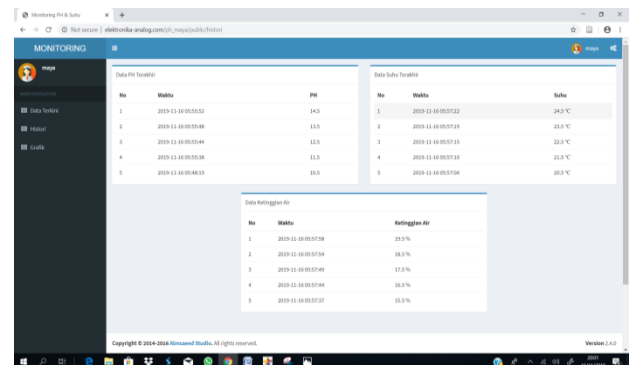 Monitoring PH & Suhu
Not secure | elektronika-analog.com/ph_maya/public/histori
MONITORING
maya
maya
Data Terkini
Histori
Grafik
Data PH Terakhir
No Waktu PH
1 2019-11-16 05:55:52 14.5
2 2019-11-16 05:55:48 13.5
3 2019-11-16 05:55:44 12.5
4 2019-11-16 05:55:38 11.5
5 2019-11-16 05:48:19 10.5
Data Suhu Terakhir
No Waktu Suhu
1 2019-11-16 05:57:22 24.5 °C
2 2019-11-16 05:57:19 23.5 °C
3 2019-11-16 05:57:15 22.5 °C
4 2019-11-16 05:57:10 21.5 °C
5 2019-11-16 05:57:04 20.5 °C
Data Ketinggian Air
No Waktu Ketinggian Air
1 2019-11-16 05:57:58 19.5 %
2 2019-11-16 05:57:54 18.5 %
3 2019-11-16 05:57:49 17.5 %
4 2019-11-16 05:57:44 16.5 %
5 2019-11-16 05:57:37 15.5 %
Copyright © 2014-2016 Almsaeed Studio. All rights reserved.
Version 2.4.0
20:01